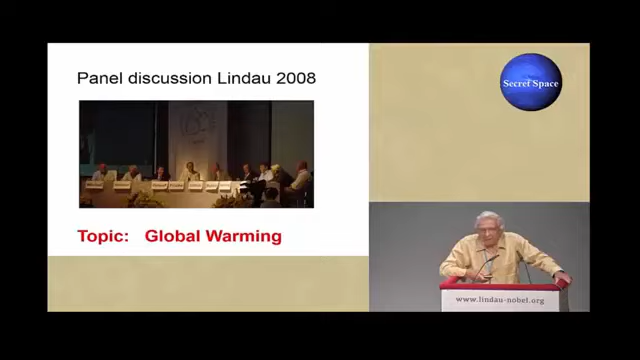 Panel discussion Lindau 2008
Topic: Global Warming
Secret Space
www.lindau-nobel.org